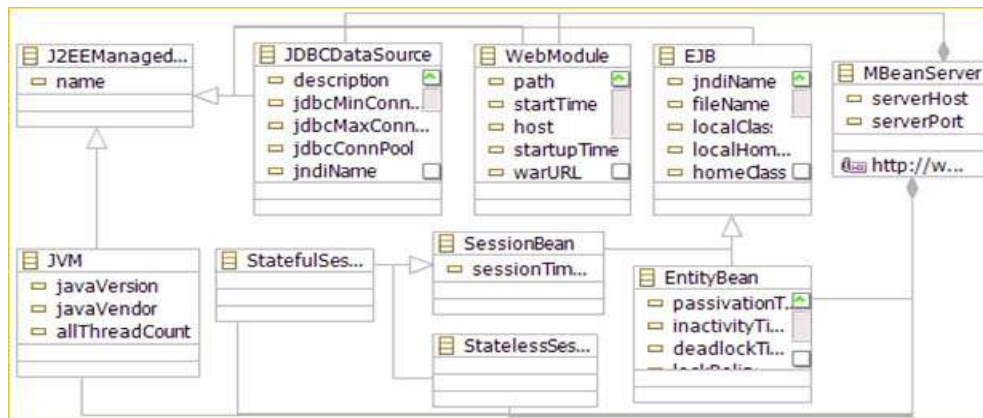 J2EEManaged...
name
JDBCDataSource
description
jdbcMinConn...
jdbcMaxConn...
jdbcConnPool
jndiName
WebModule
path
startTime
host
startupTime
warURL
EJB
jndiName
fileName
localClass
localHom...
homeClass
MBeanServer
serverHost
serverPort
http://w...
JVM
javaVersion
javaVendor
allThreadCount
StatefulSes...
SessionBean
sessionTim...
StatelessSes...
EntityBean
passivationT...
inactivityTi...
deadlockTi...